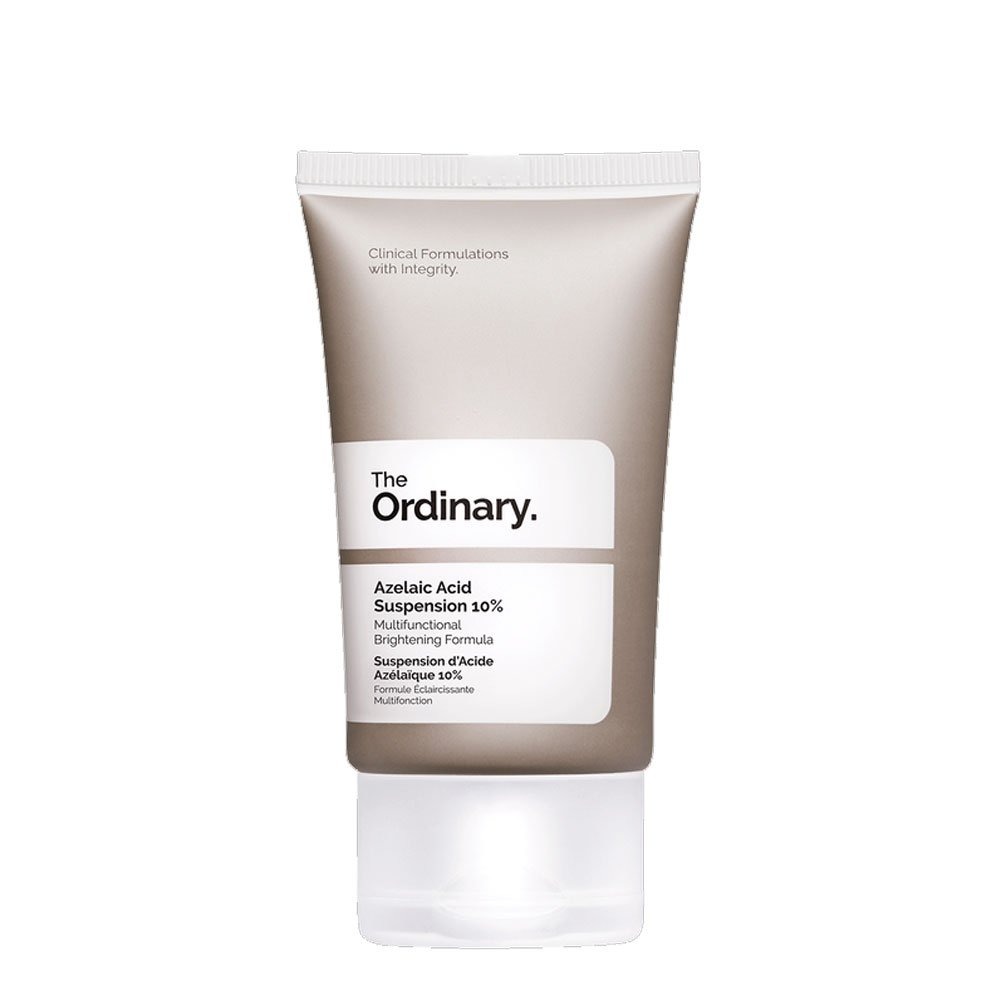 Clinical Formulations
with Integrity.
The
Ordinary.
Azelaic Acid
Suspension 10%
Multifunctional
Brightening Formula
Suspension d'Acide
Azélaïque 10%
Formule Éclaircissante
Multifonction